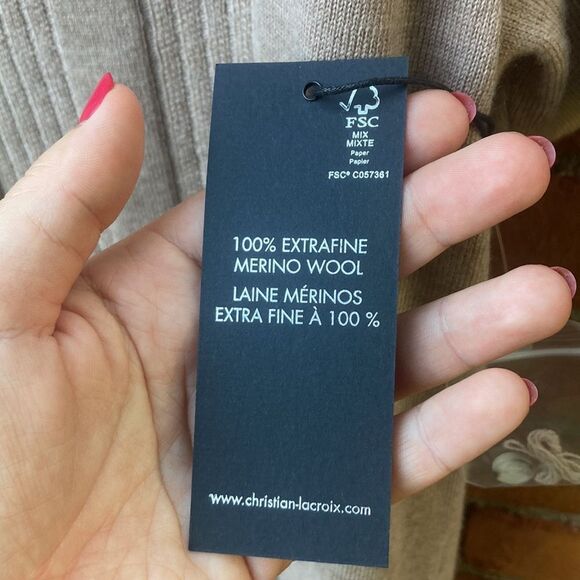 FSC
MIX
MIXTE
Paper
Papier
FSC® C057361
100% EXTRAFINE
MERINO WOOL
LAINE MÉRINOS
EXTRA FINE À 100 %
www.christian-lacroix.com